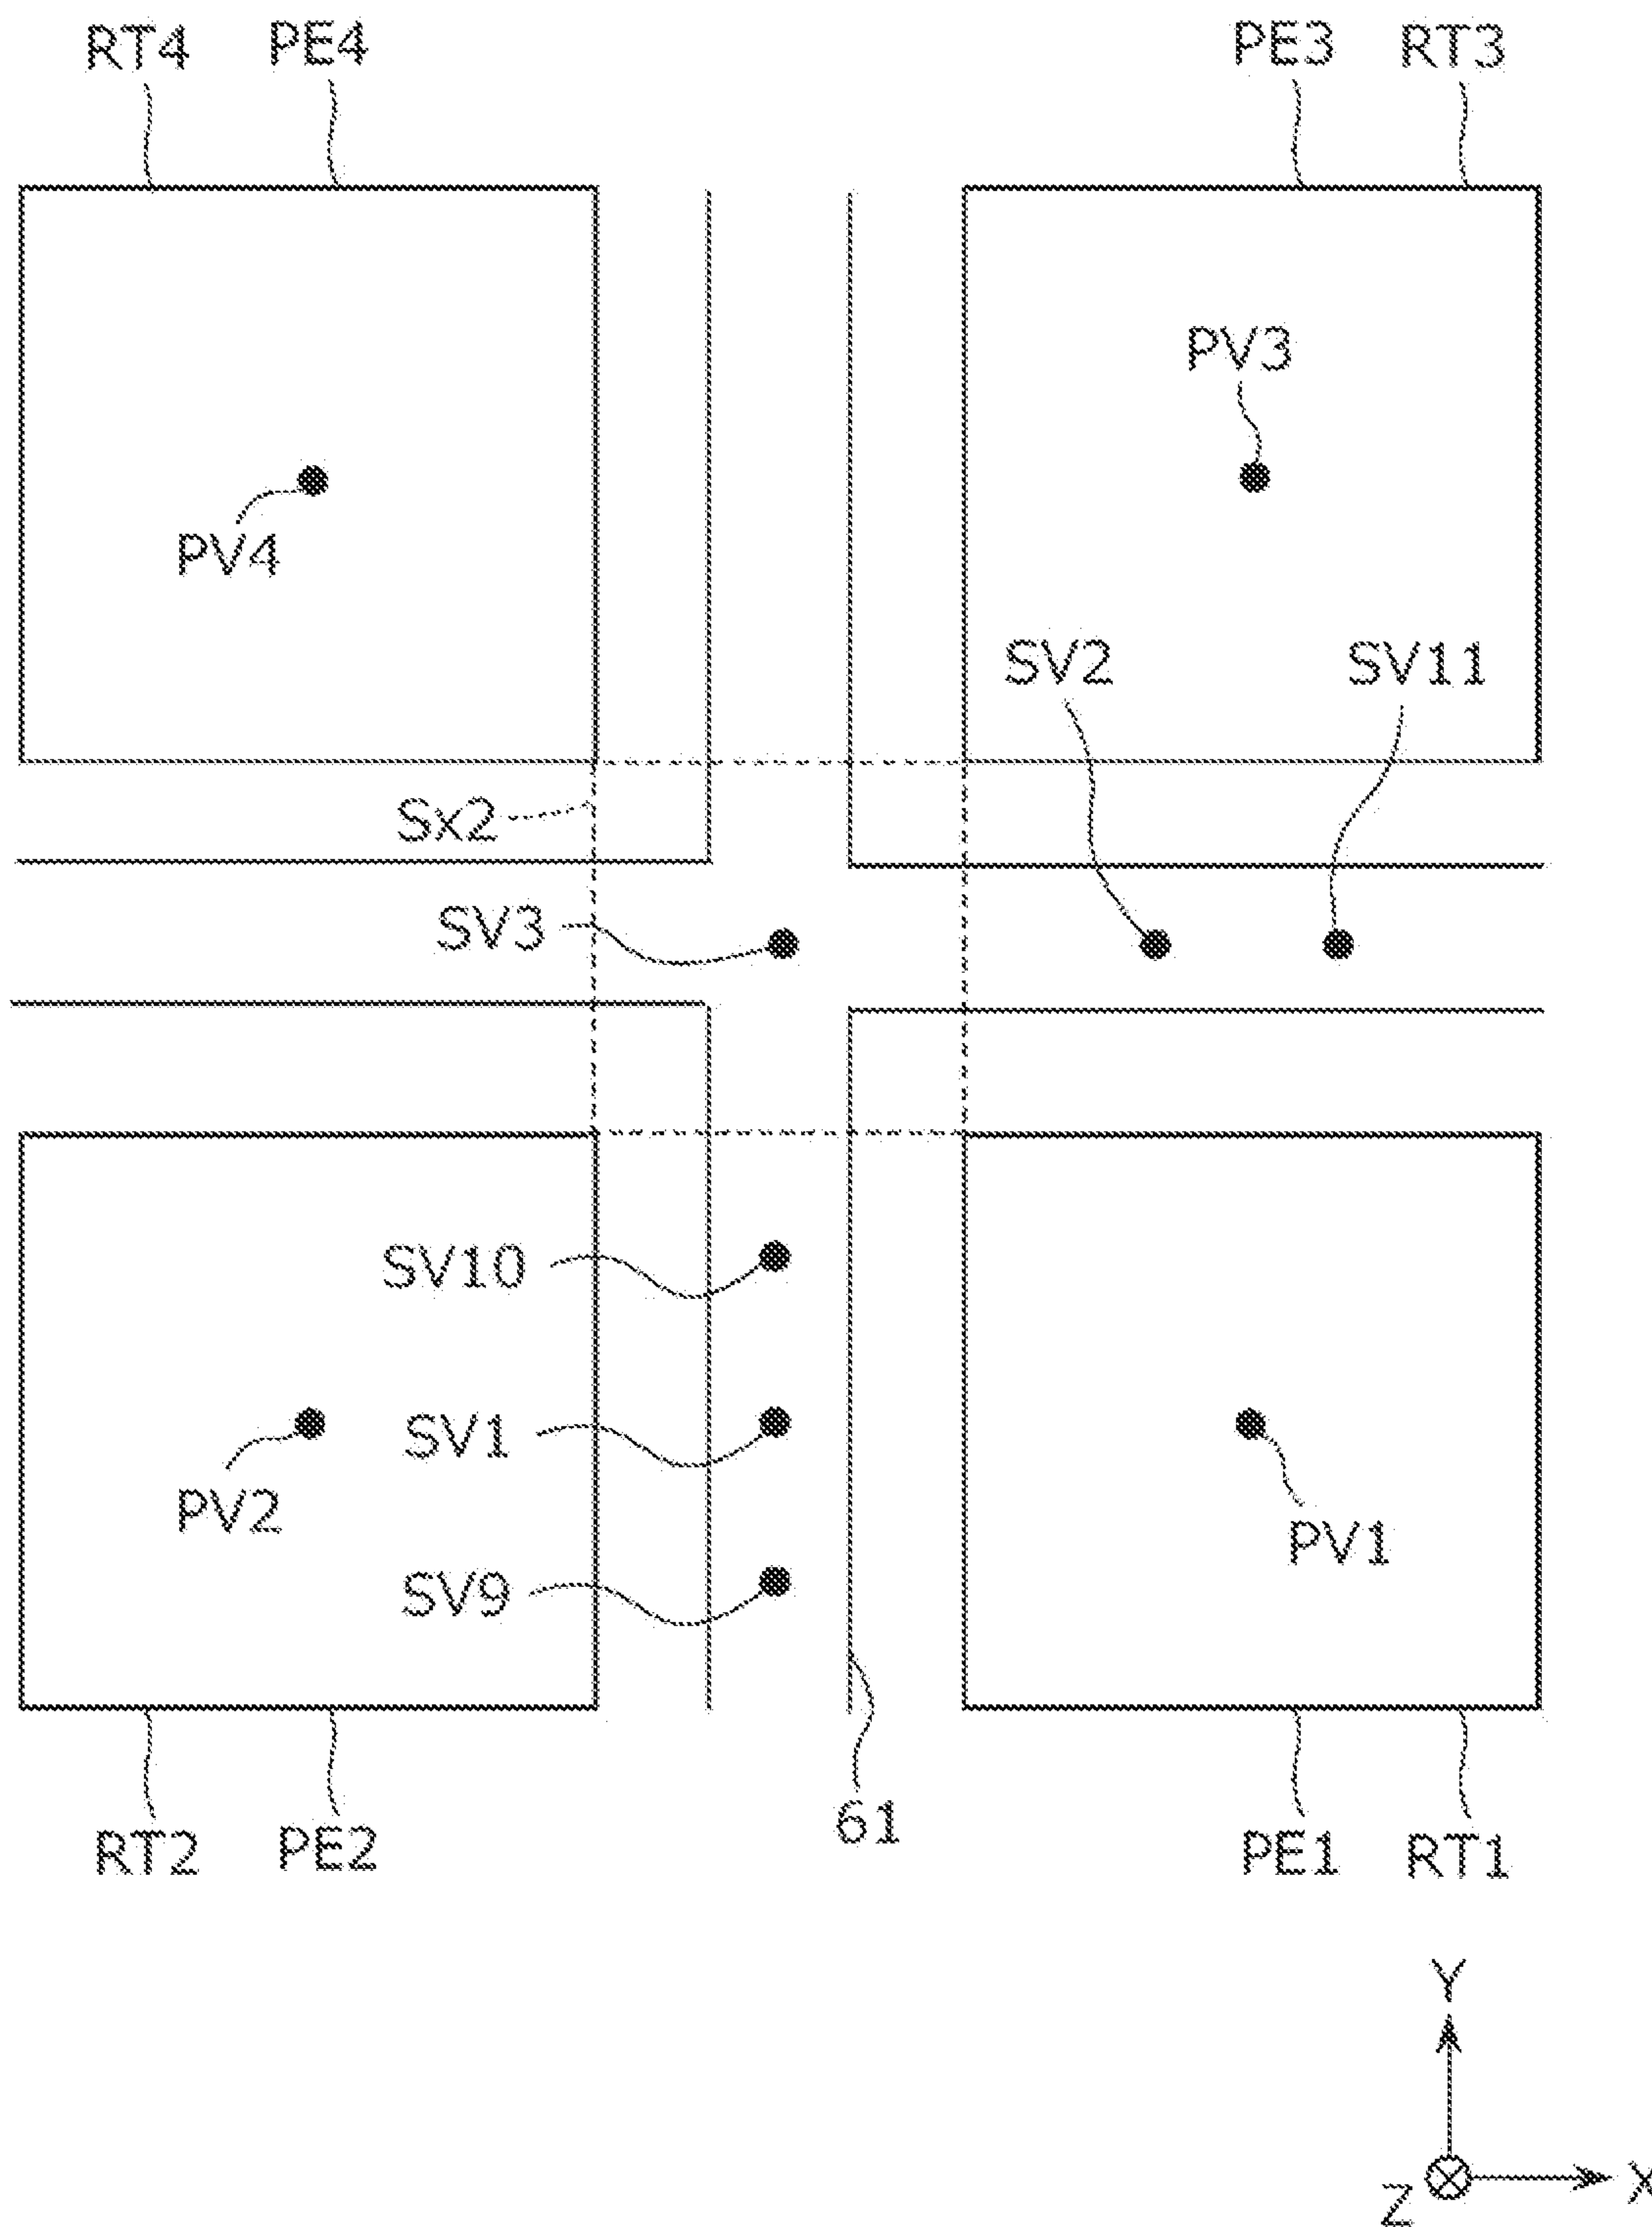 RT4 PE4 PE3 RT3
PV3
PV4
SV2 SV11
Sx2
SV3
SV10
SV1
PV2
PV1
SV9
61
RT2 PE2 PE1 RT1
Y
Z X